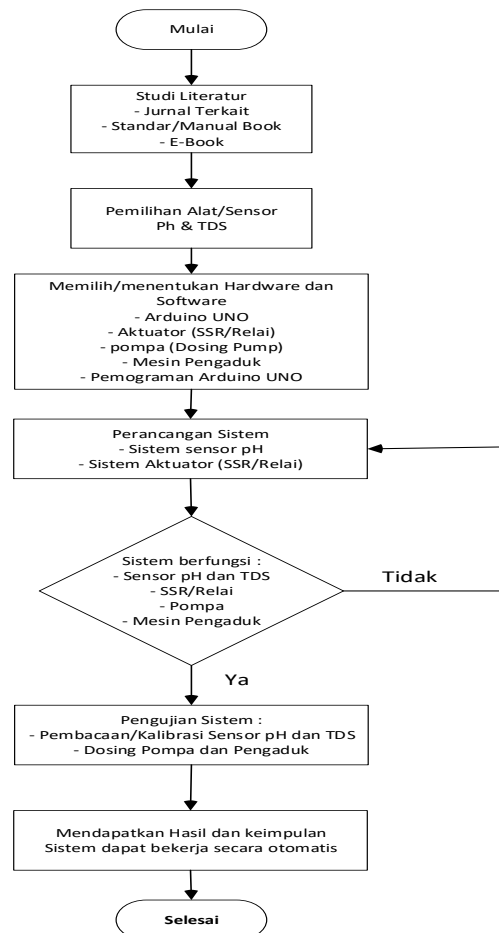 Mulai
Studi Literatur
- Jurnal Terkait
- Standar/Manual Book
- E-Book
Pemilihan Alat/Sensor
Ph & TDS
Memilih/menentukan Hardware dan
Software
- Arduino UNO
- Aktuator (SSR/Relai)
- pompa (Dosing Pump)
- Mesin Pengaduk
- Pemograman Arduino UNO
Perancangan Sistem
- Sistem sensor pH
- Sistem Aktuator (SSR/Relai)
Sistem berfungsi :
- Sensor pH dan TDS
- SSR/Relai
- Pompa
- Mesin Pengaduk
Tidak
Ya
Pengujian Sistem :
- Pembacaan/Kalibrasi Sensor pH dan TDS
- Dosing Pompa dan Pengaduk
Mendapatkan Hasil dan keimpulan
Sistem dapat bekerja secara otomatis
Selesai